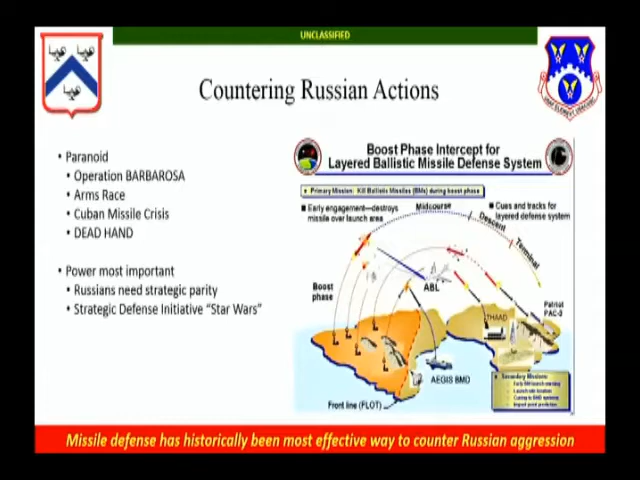 UNCLASSIFIED
Countering Russian Actions
• Paranoid
• Operation BARBAROSA
• Arms Race
• Cuban Missile Crisis
• DEAD HAND
• Power most important
• Russians need strategic parity
• Strategic Defense Initiative “Star Wars”
Boost Phase Intercept for
Layered Ballistic Missile Defense System
Primary Mission: Kill Ballistic Missiles (BMs) during boost phase
Early engagement—destroys
missile over launch area
Midcourse
Cues and tracks for
layered defense system
Descent
Terminal
Boost
phase
ABL
THAAD
Patriot
PAC-3
AEGIS BMD
Front line (FLOT)
Secondary Missions:
Missile defense has historically been most effective way to counter Russian aggression